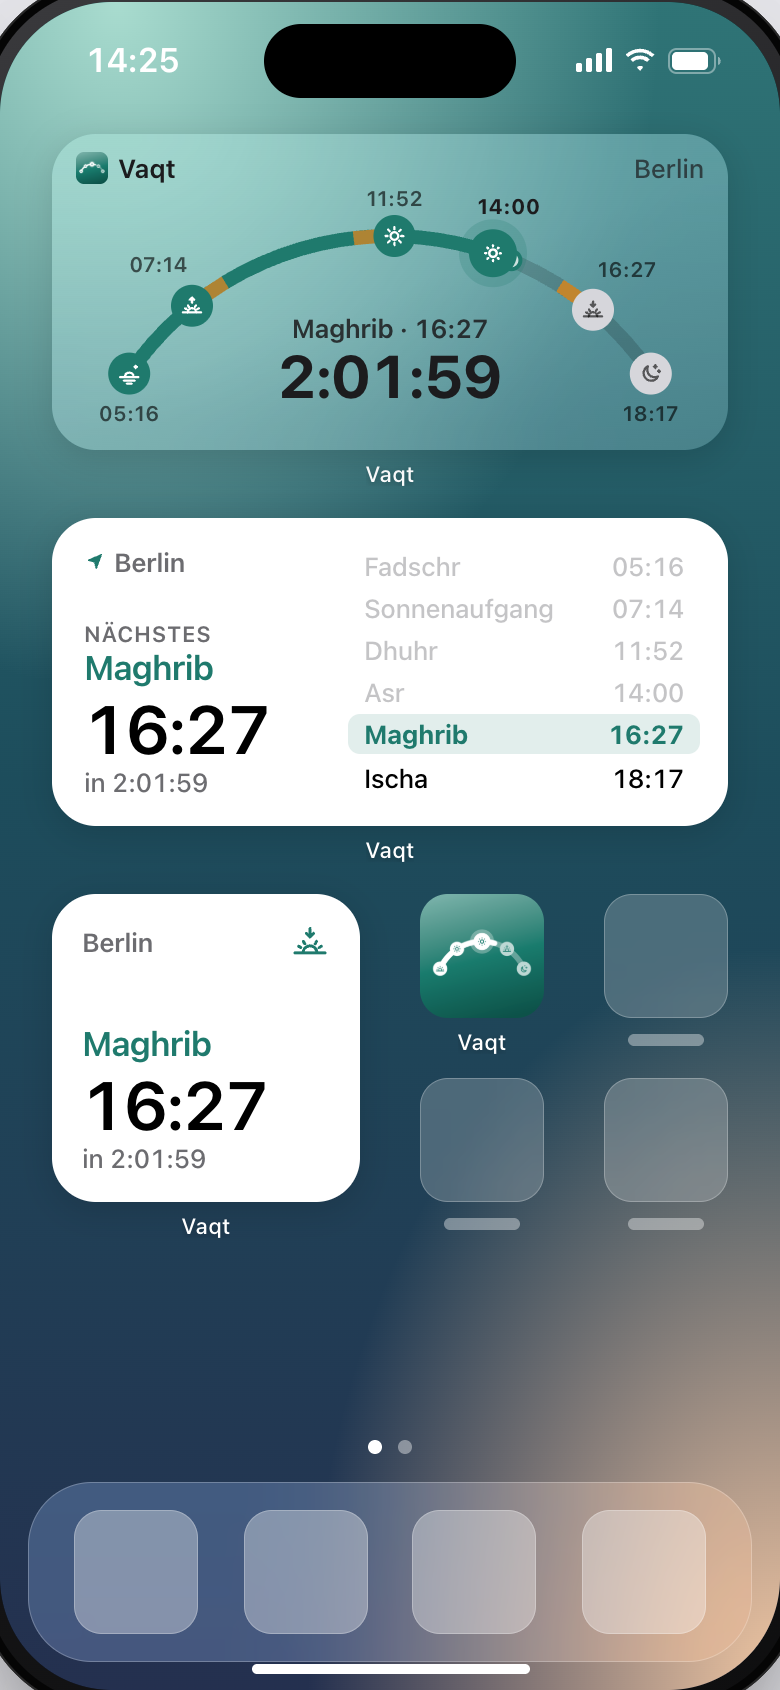 14:25
Vaqt
Berlin
11:52
14:00
07:14
16:27
Maghrib · 16:27
2:01:59
05:16
18:17
Vaqt
Berlin
NÄCHSTES
Maghrib
16:27
in 2:01:59
Fadschr 05:16
Sonnenaufgang 07:14
Dhuhr 11:52
Asr 14:00
Maghrib 16:27
Ischa 18:17
Vaqt
Berlin
Maghrib
16:27
in 2:01:59
Vaqt
Vaqt